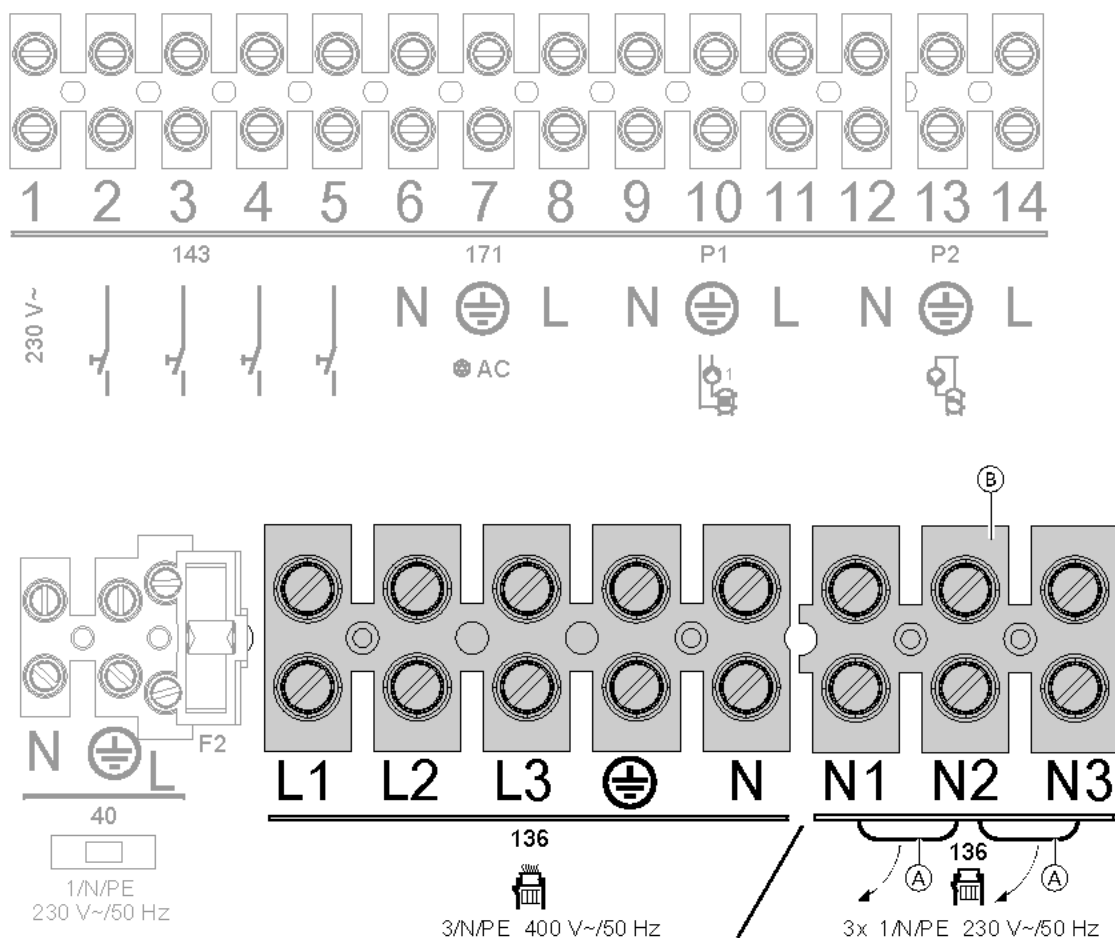 1 2 3 4 5 6 7 8 9 10 11 12 13 14
143 171 P1 P2
230 V~
N L N L N L
AC
1
B
F2
N L
L1 L2 L3 N N1 N2 N3
40
136
136
A A
1/N/PE
230 V~/50 Hz
3/N/PE 400 V~/50 Hz
3x 1/N/PE 230 V~/50 Hz